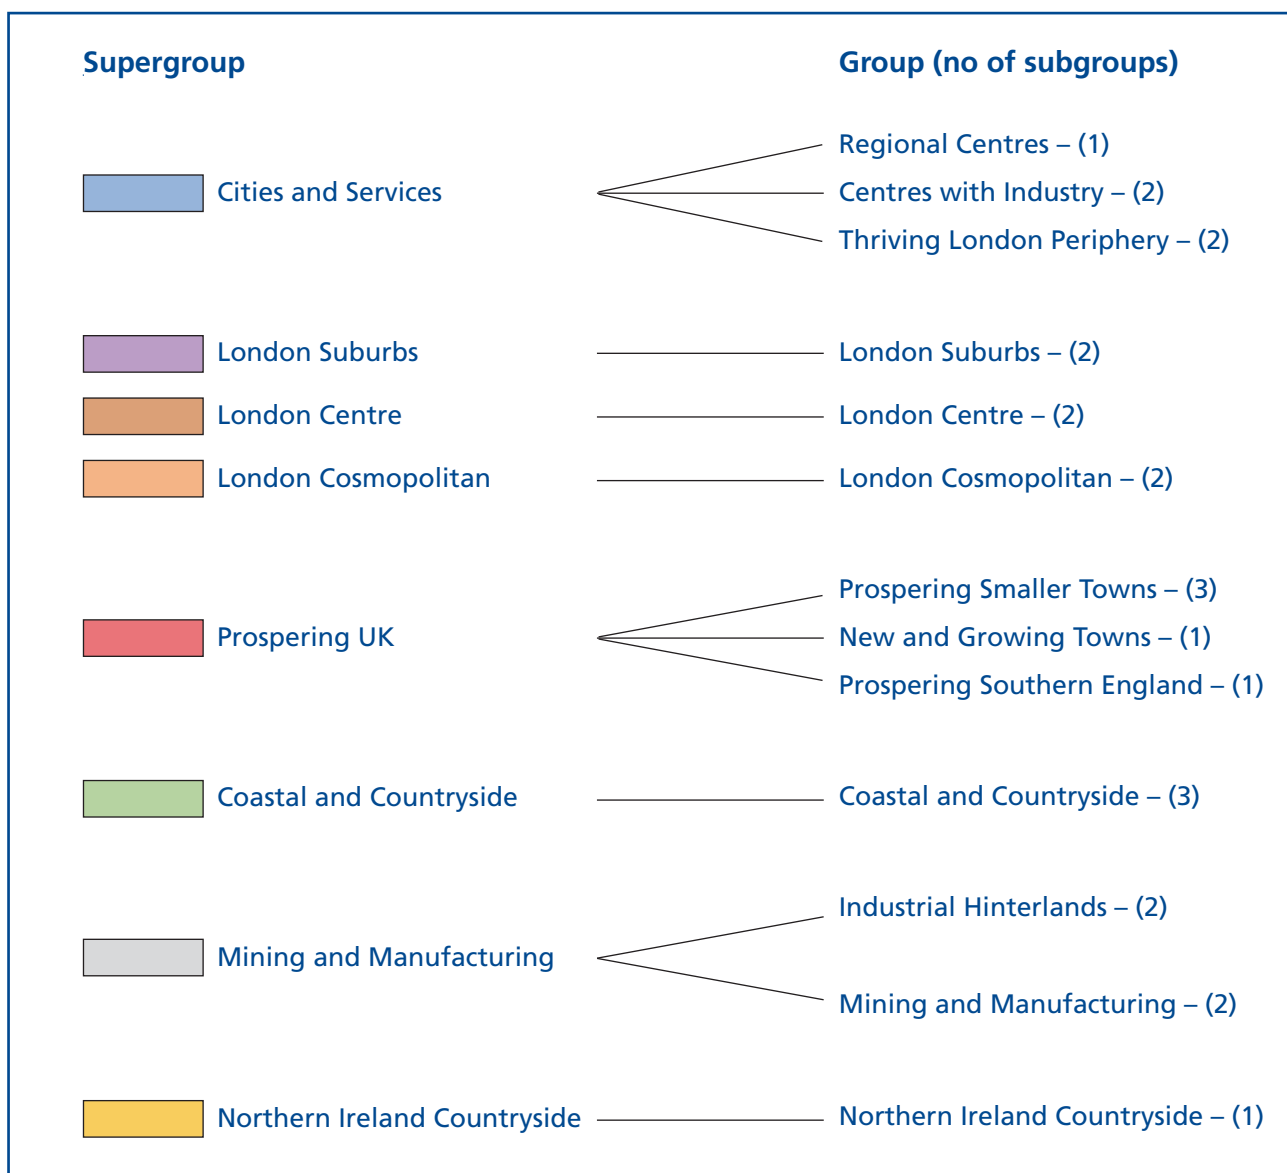 Supergroup
Group (no of subgroups)
Cities and Services
Regional Centres – (1)
Centres with Industry – (2)
Thriving London Periphery – (2)
London Suburbs
London Suburbs – (2)
London Centre
London Centre – (2)
London Cosmopolitan
London Cosmopolitan – (2)
Prospering UK
Prospering Smaller Towns – (3)
New and Growing Towns – (1)
Prospering Southern England – (1)
Coastal and Countryside
Coastal and Countryside – (3)
Mining and Manufacturing
Industrial Hinterlands – (2)
Mining and Manufacturing – (2)
Northern Ireland Countryside
Northern Ireland Countryside – (1)